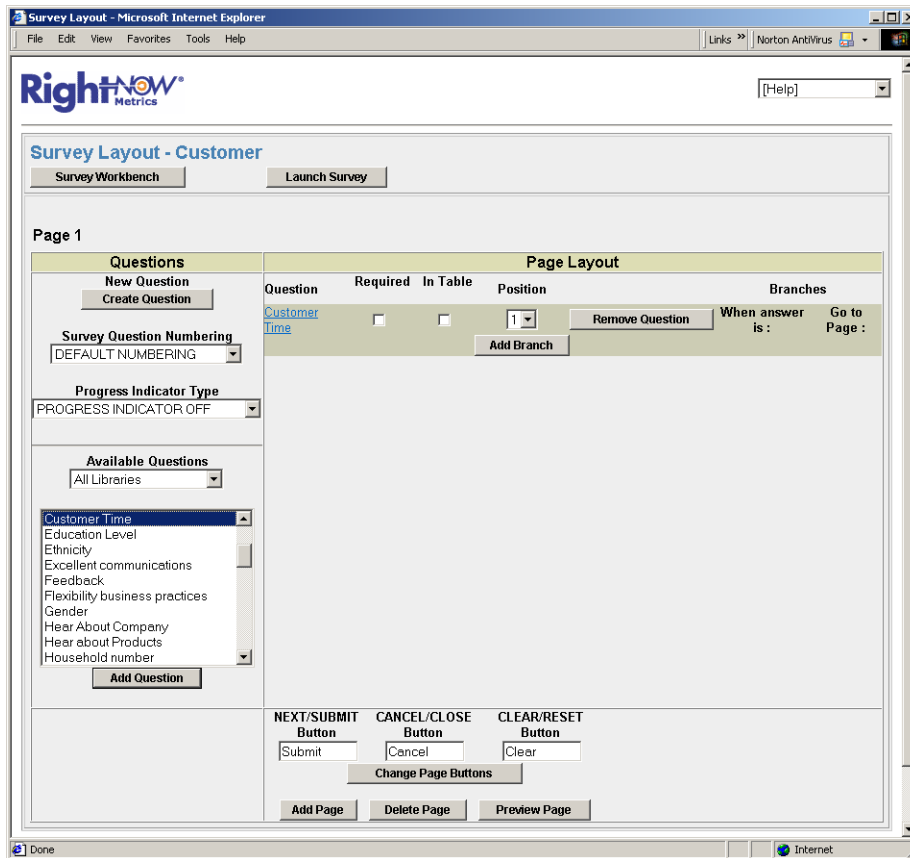 Survey Layout - Microsoft Internet Explorer
File Edit View Favorites Tools Help
Links » Norton AntiVirus
RightNOW®
Metrics
[Help]
Survey Layout - Customer
Survey Workbench
Launch Survey
Page 1
Questions
Page Layout
New Question
Create Question
Survey Question Numbering
DEFAULT NUMBERING
Progress Indicator Type
PROGRESS INDICATOR OFF
Question
Required
In Table
Position
Branches
Customer
Time
1
Remove Question
When answer
is :
Go to
Page :
Add Branch
Available Questions
All Libraries
Customer Time
Education Level
Ethnicity
Excellent communications
Feedback
Flexibility business practices
Gender
Hear About Company
Hear about Products
Household number
Add Question
NEXT/SUBMIT
Button
CANCEL/CLOSE
Button
CLEAR/RESET
Button
Submit
Cancel
Clear
Change Page Buttons
Add Page
Delete Page
Preview Page
Done
Internet